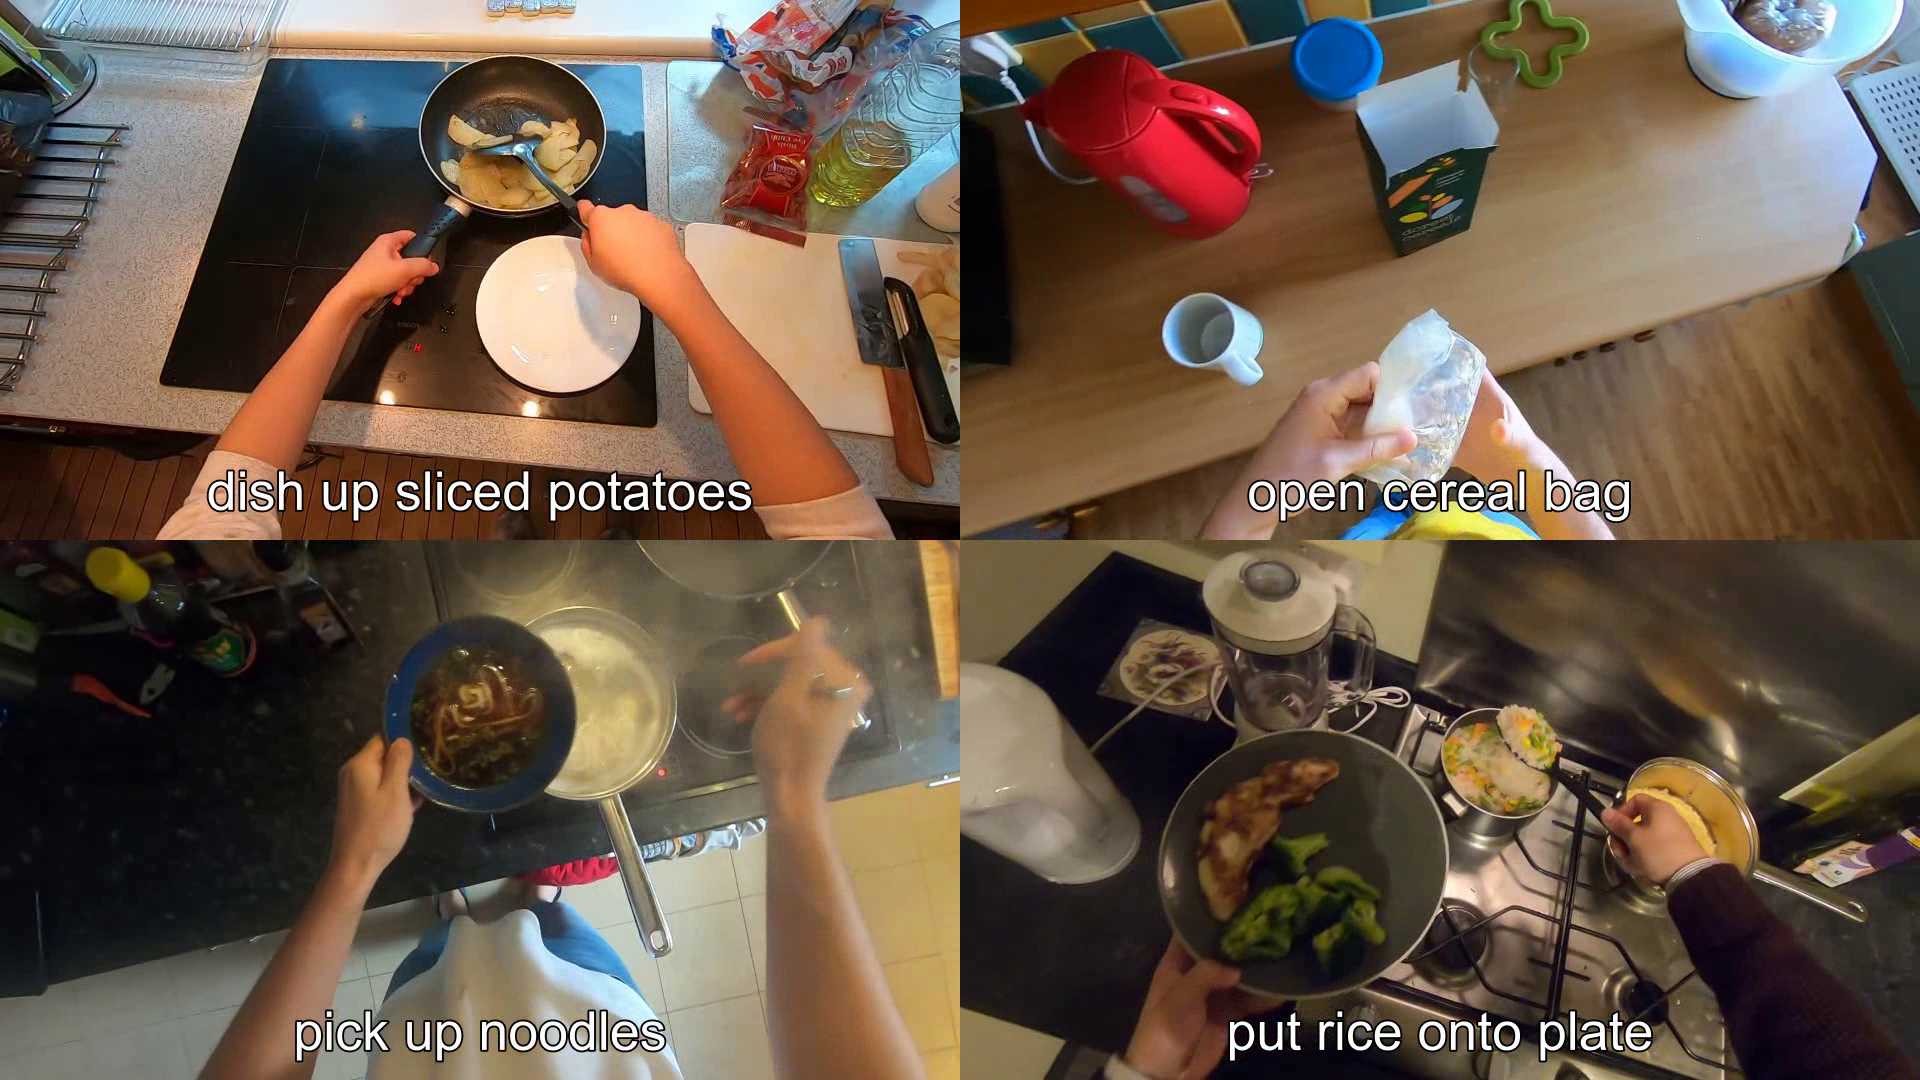 dish up sliced potatoes
open cereal bag
pick up noodles
put rice onto plate